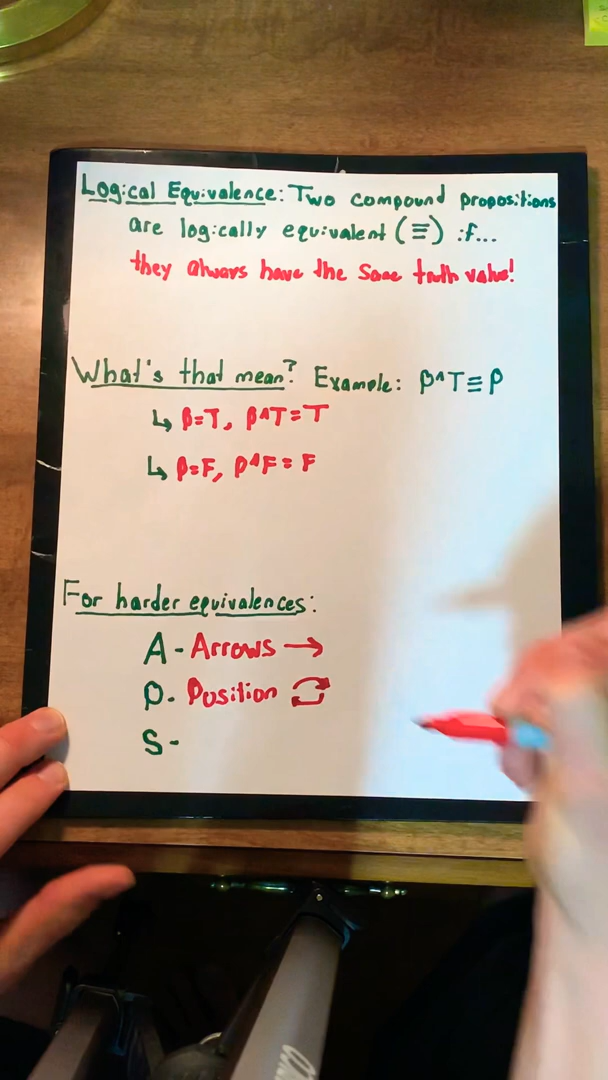 Logical Equivalence: Two compound propositions
are logically equivalent (≡) if...
they always have the same truth value!
What's that mean? Example: p^T≡p
↳ p=T, p^T=T
↳ p=F, p^F=F
For harder equivalences:
A - Arrows →
P - Position
S -